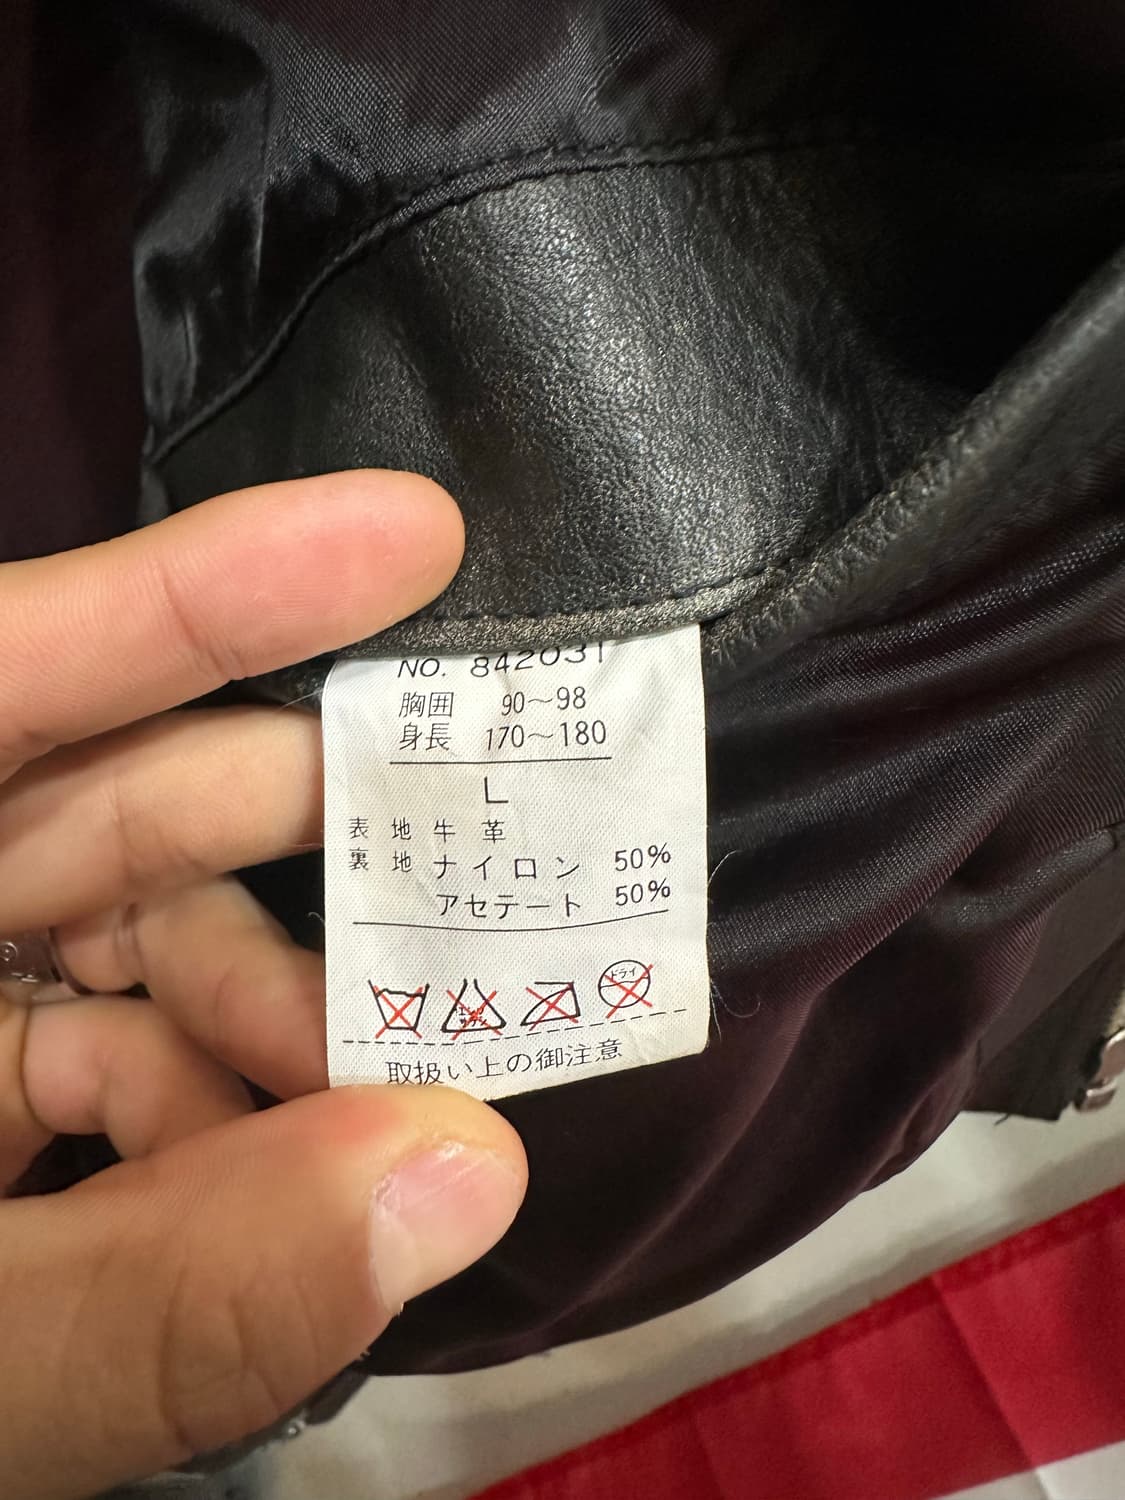 NO. 842031
胸囲 90〜98
身長 170〜180
L
表地 牛革
裏地 ナイロン 50%
アセテート 50%
ドライ
取扱い上の御注意